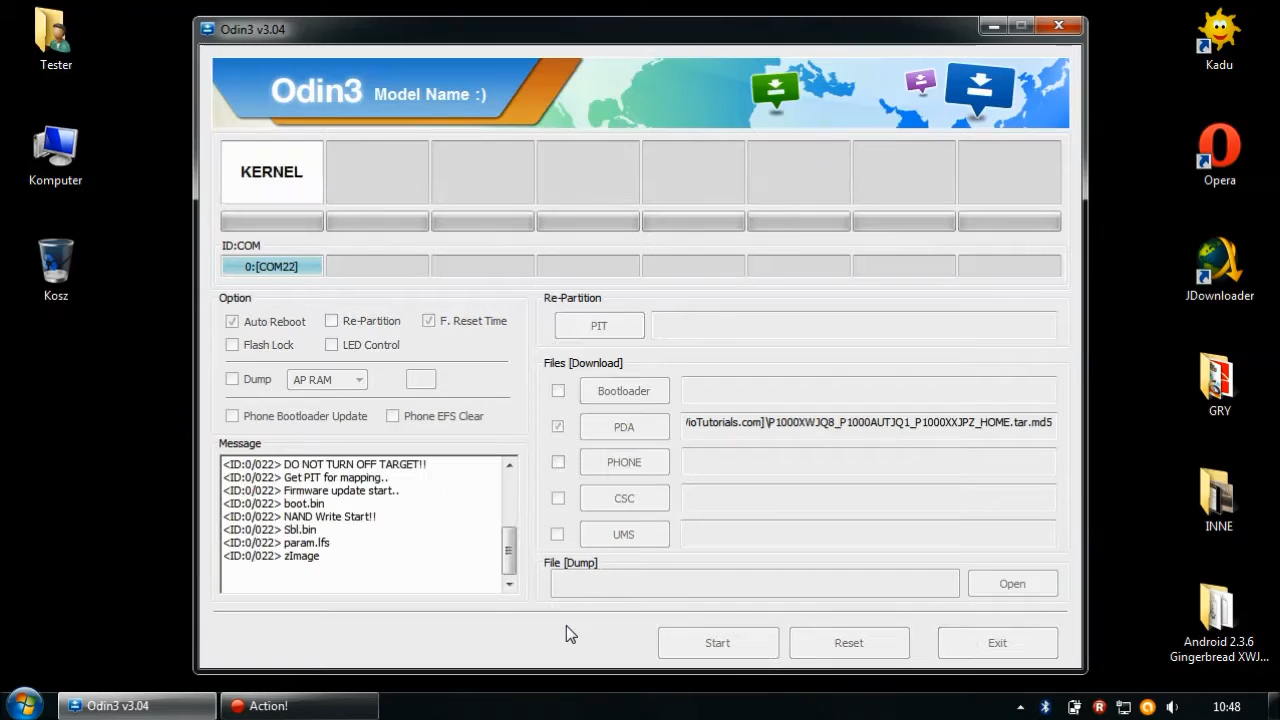 Tester
Komputer
Kosz
Odin3 v3.04
Odin3 Model Name :)
KERNEL
ID:COM
0:[COM22]
Option
Auto Reboot
Re-Partition
F. Reset Time
Flash Lock
LED Control
Dump
AP RAM
Phone Bootloader Update
Phone EFS Clear
Message
<ID:0/022> DO NOT TURN OFF TARGET!!
<ID:0/022> Get PIT for mapping..
<ID:0/022> Firmware update start..
<ID:0/022> boot.bin
<ID:0/022> NAND Write Start!!
<ID:0/022> Sbl.bin
<ID:0/022> param.lfs
<ID:0/022> zImage
Re-Partition
PIT
Files [Download]
Bootloader
PDA
/ioTutorials.com]\P1000XWJQ8_P1000AUTJQ1_P1000XXJPZ_HOME.tar.md5
PHONE
CSC
UMS
File [Dump]
Open
Start
Reset
Exit
Kadu
Opera
JDownloader
GRY
INNE
Android 2.3.6
Gingerbread XWJ...
Odin3 v3.04
Action!
10:48